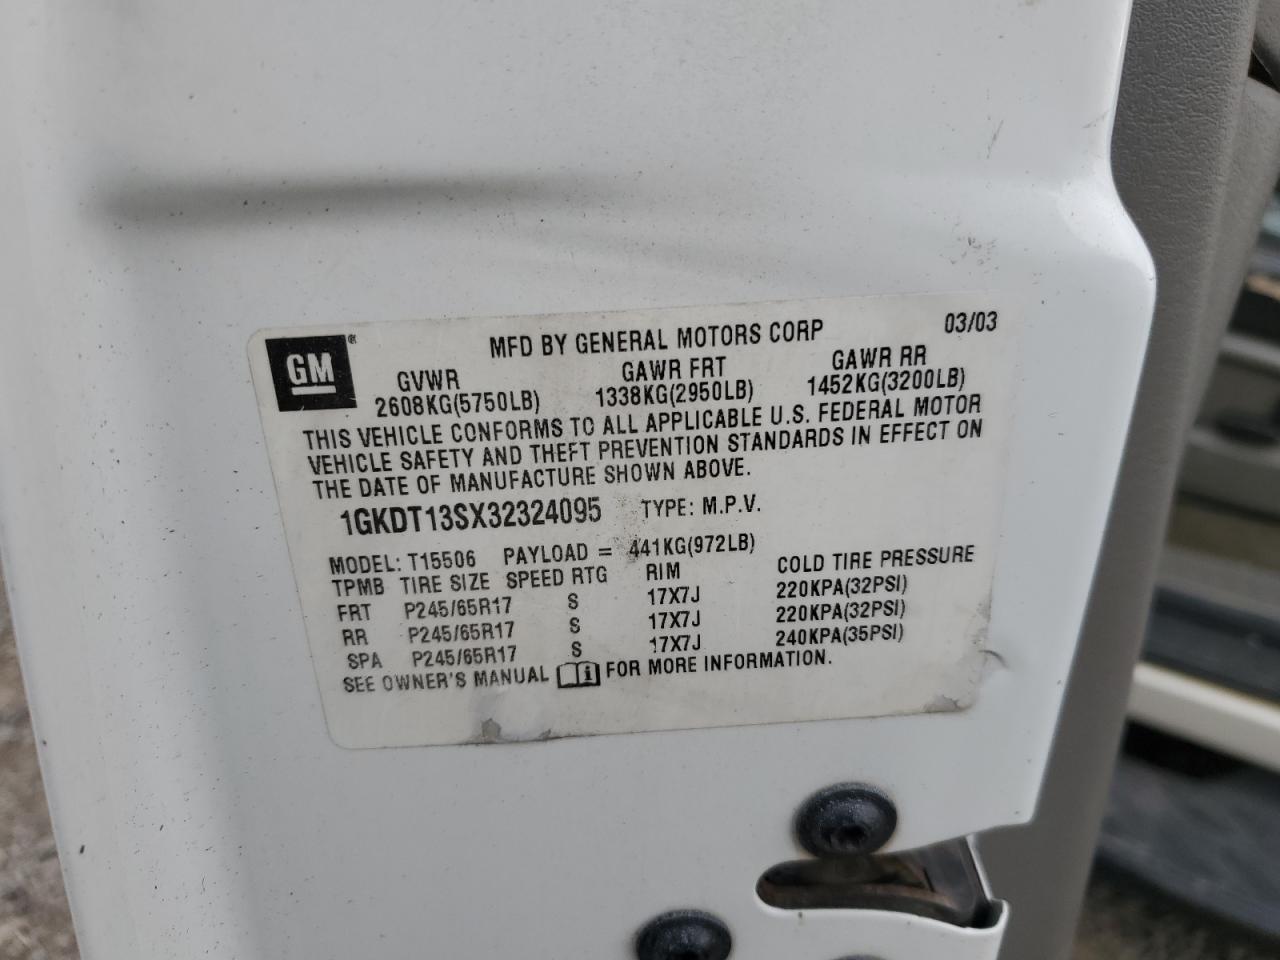 GM®
MFD BY GENERAL MOTORS CORP 03/03
GVWR GAWR FRT GAWR RR
2608KG(5750LB) 1338KG(2950LB) 1452KG(3200LB)
THIS VEHICLE CONFORMS TO ALL APPLICABLE U.S. FEDERAL MOTOR
VEHICLE SAFETY AND THEFT PREVENTION STANDARDS IN EFFECT ON
THE DATE OF MANUFACTURE SHOWN ABOVE.
1GKDT13SX32324095 TYPE: M.P.V.
MODEL: T15506 PAYLOAD = 441KG(972LB)
TPMB TIRE SIZE SPEED RTG RIM COLD TIRE PRESSURE
FRT P245/65R17 S 17X7J 220KPA(32PSI)
RR P245/65R17 S 17X7J 220KPA(32PSI)
SPA P245/65R17 S 17X7J 240KPA(35PSI)
SEE OWNER'S MANUAL i FOR MORE INFORMATION.